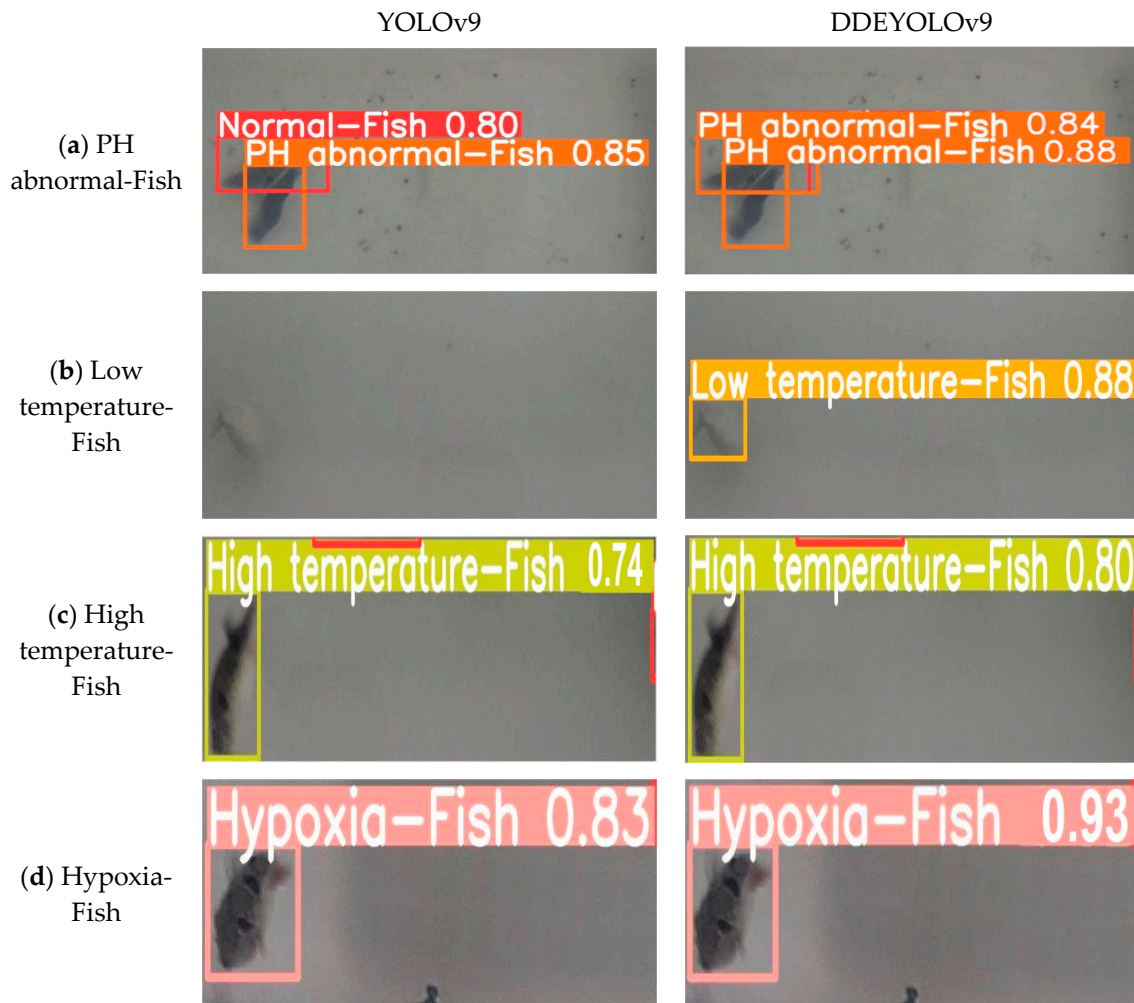 YOLOv9
DDEYOLOv9
(a) PH
abnormal-Fish
Normal-Fish 0.80
PH abnormal-Fish 0.85
PH abnormal-Fish 0.84
PH abnormal-Fish 0.88
(b) Low
temperature-
Fish
Low temperature-Fish 0.88
(c) High
temperature-
Fish
High temperature-Fish 0.74
High temperature-Fish 0.80
(d) Hypoxia-
Fish
Hypoxia-Fish 0.83
Hypoxia-Fish 0.93